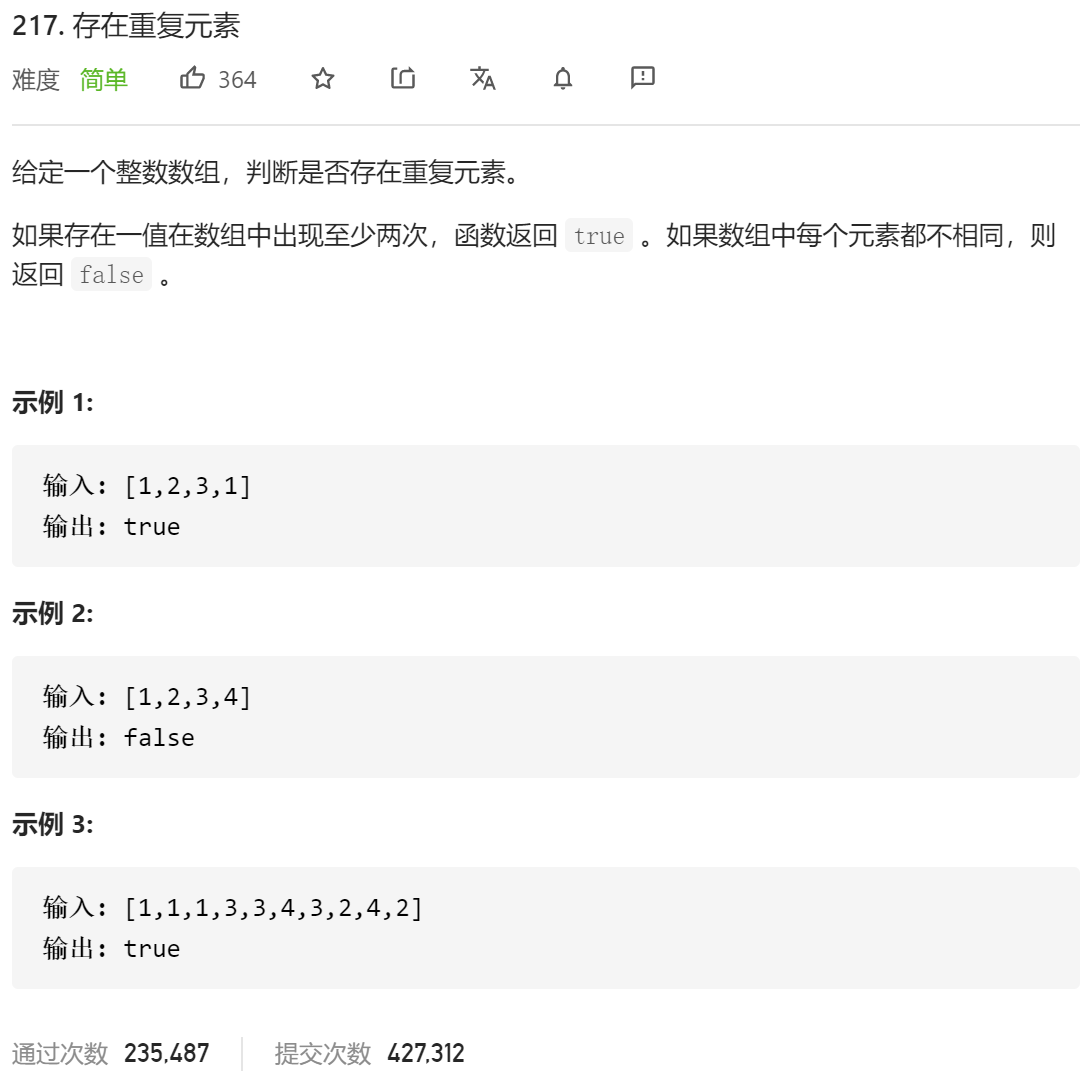 217. 存在重复元素
难度 简单 364
给定一个整数数组，判断是否存在重复元素。
如果存在一值在数组中出现至少两次，函数返回 true 。如果数组中每个元素都不相同，则
返回 false 。
示例 1:
输入: [1,2,3,1]
输出: true
示例 2:
输入: [1,2,3,4]
输出: false
示例 3:
输入: [1,1,1,3,3,4,3,2,4,2]
输出: true
通过次数 235,487 提交次数 427,312